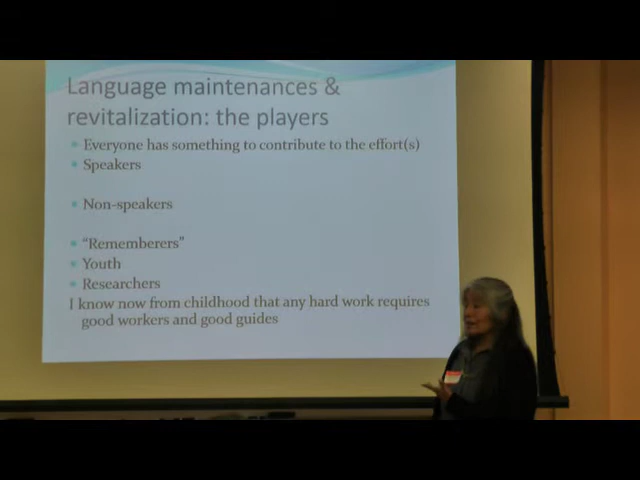 Language maintenances &
revitalization: the players
Everyone has something to contribute to the effort(s)
Speakers
Non-speakers
“Rememberers”
Youth
Researchers
I know now from childhood that any hard work requires
good workers and good guides